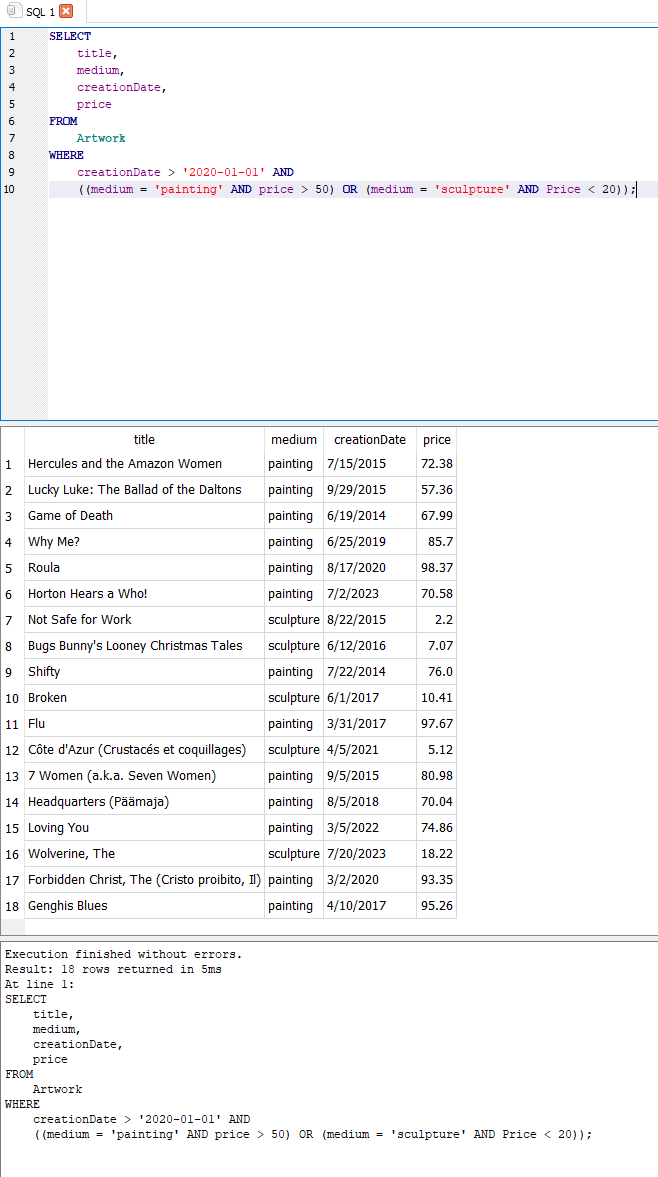 SQL 1
1 SELECT
2 title,
3 medium,
4 creationDate,
5 price
6 FROM
7 Artwork
8 WHERE
9 creationDate > '2020-01-01' AND
10 ((medium = 'painting' AND price > 50) OR (medium = 'sculpture' AND Price < 20));
title medium creationDate price
1 Hercules and the Amazon Women painting 7/15/2015 72.38
2 Lucky Luke: The Ballad of the Daltons painting 9/29/2015 57.36
3 Game of Death painting 6/19/2014 67.99
4 Why Me? painting 6/25/2019 85.7
5 Roula painting 8/17/2020 98.37
6 Horton Hears a Who! painting 7/2/2023 70.58
7 Not Safe for Work sculpture 8/22/2015 2.2
8 Bugs Bunny's Looney Christmas Tales sculpture 6/12/2016 7.07
9 Shifty painting 7/22/2014 76.0
10 Broken sculpture 6/1/2017 10.41
11 Flu painting 3/31/2017 97.67
12 Côte d'Azur (Crustacés et coquillages) sculpture 4/5/2021 5.12
13 7 Women (a.k.a. Seven Women) painting 9/5/2015 80.98
14 Headquarters (Päämaja) painting 8/5/2018 70.04
15 Loving You painting 3/5/2022 74.86
16 Wolverine, The sculpture 7/20/2023 18.22
17 Forbidden Christ, The (Cristo proibito, Il) painting 3/2/2020 93.35
18 Genghis Blues painting 4/10/2017 95.26
Execution finished without errors.
Result: 18 rows returned in 5ms
At line 1:
SELECT
title,
medium,
creationDate,
price
FROM
Artwork
WHERE
creationDate > '2020-01-01' AND
((medium = 'painting' AND price > 50) OR (medium = 'sculpture' AND Price < 20));